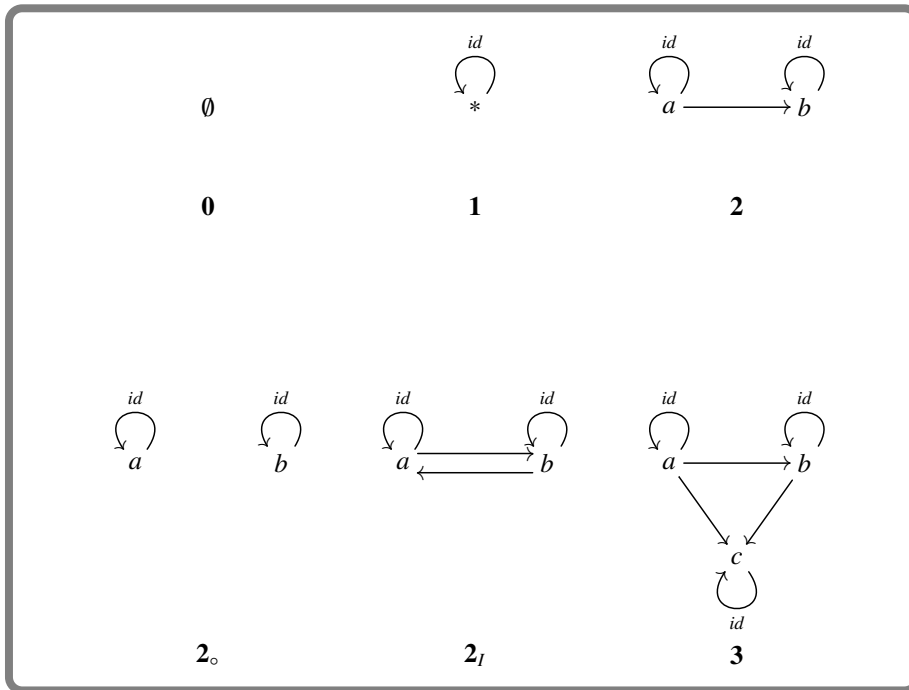 id id id
∅ * a b
0 1 2
id id id id id id
a b a b a b
c
id
2∘ 2I 3